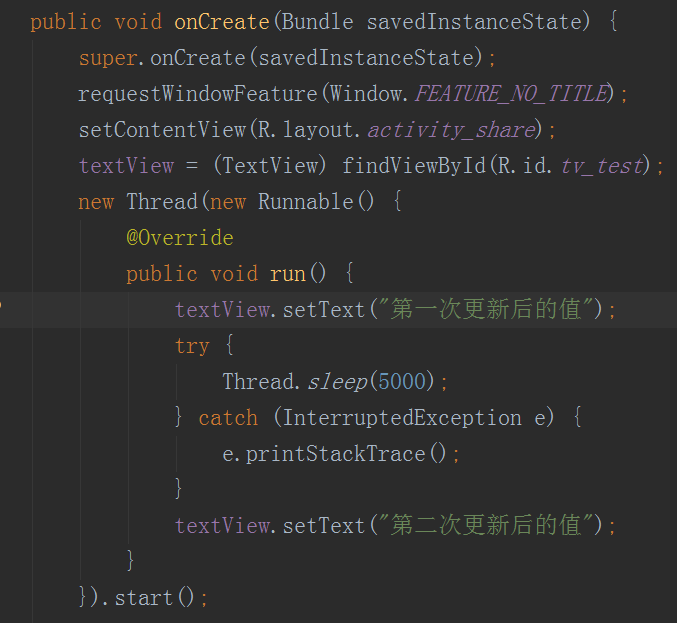 public void onCreate(Bundle savedInstanceState) {
super.onCreate(savedInstanceState);
requestWindowFeature(Window.FEATURE_NO_TITLE);
setContentView(R.layout.activity_share);
textView = (TextView) findViewById(R.id.tv_test);
new Thread(new Runnable() {
@Override
public void run() {
textView.setText("第一次更新后的值");
try {
Thread.sleep(5000);
} catch (InterruptedException e) {
e.printStackTrace();
}
textView.setText("第二次更新后的值");
}
}).start();